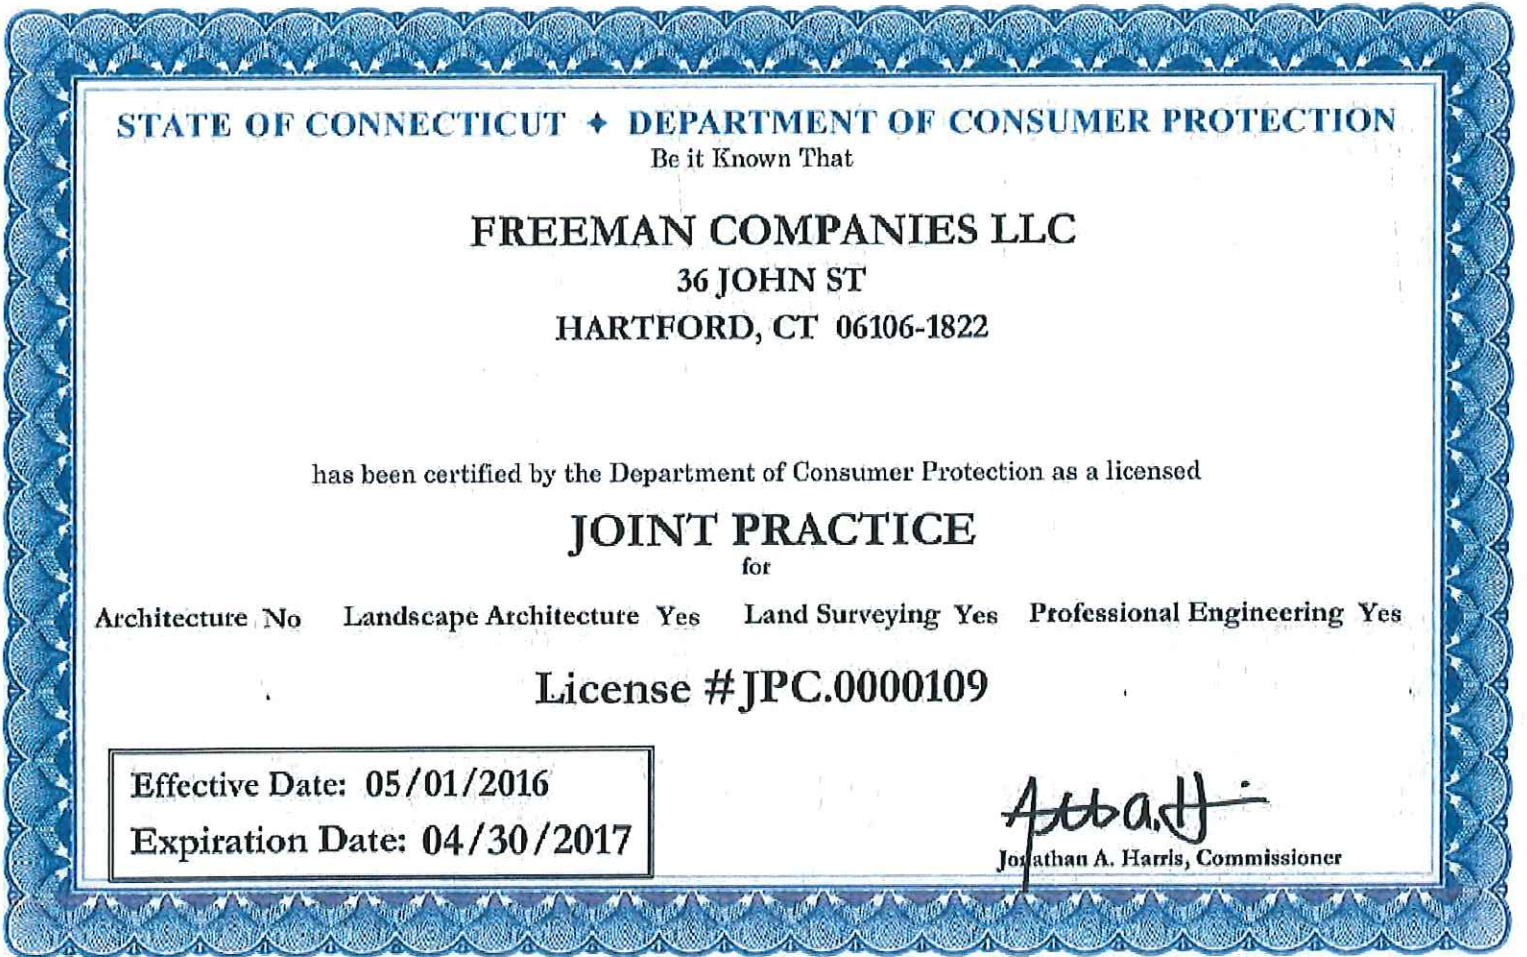 STATE OF CONNECTICUT ✦ DEPARTMENT OF CONSUMER PROTECTION
Be it Known That
FREEMAN COMPANIES LLC
36 JOHN ST
HARTFORD, CT 06106-1822
has been certified by the Department of Consumer Protection as a licensed
JOINT PRACTICE
for
Architecture No Landscape Architecture Yes Land Surveying Yes Professional Engineering Yes
License #JPC.0000109
Effective Date: 05/01/2016
Expiration Date: 04/30/2017
Jonathan A. Harris, Commissioner